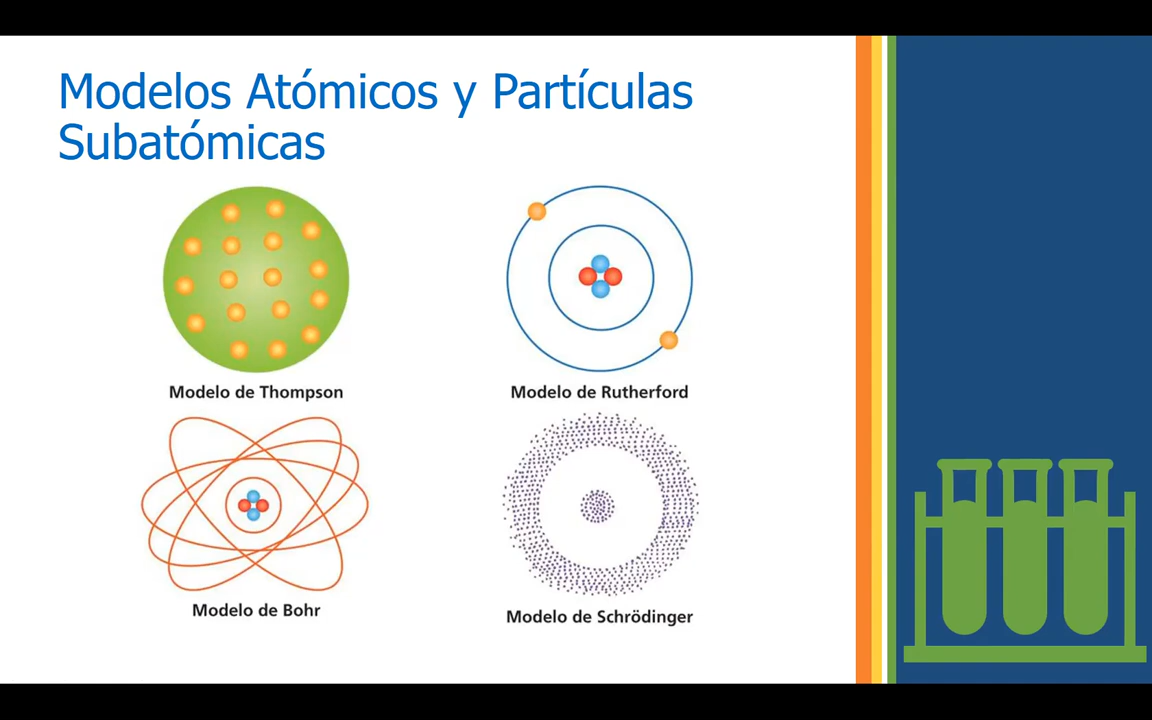 Modelos Atómicos y Partículas
Subatómicas
Modelo de Thompson
Modelo de Rutherford
Modelo de Bohr
Modelo de Schrödinger